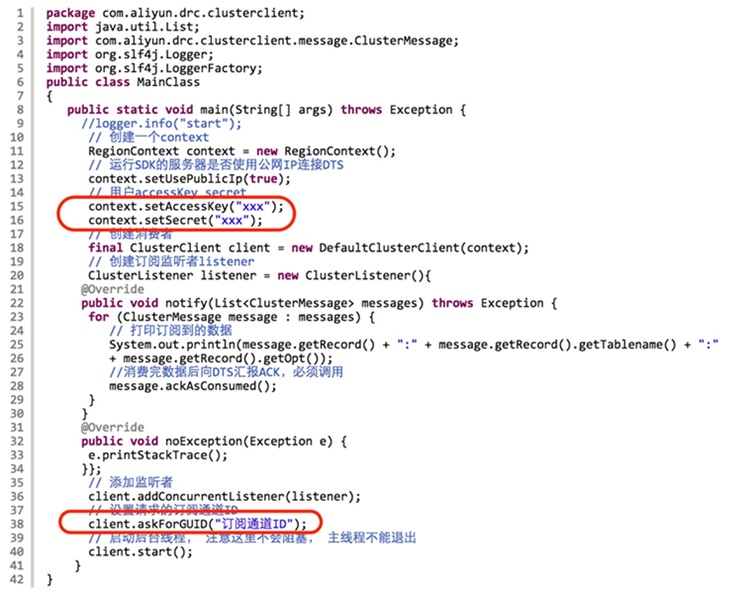 1 package com.aliyun.drc.clusterclient;
2 import java.util.List;
3 import com.aliyun.drc.clusterclient.message.ClusterMessage;
4 import org.slf4j.Logger;
5 import org.slf4j.LoggerFactory;
6 public class MainClass
7 {
8 public static void main(String[] args) throws Exception {
9 //logger.info("start");
10 // 创建一个context
11 RegionContext context = new RegionContext();
12 // 运行SDK的服务器是否使用公网IP连接DTS
13 context.setUsePublicIp(true);
14 // 用户accessKey secret
15 context.setAccessKey("xxx");
16 context.setSecret("xxx");
17 // 创建消费者
18 final ClusterClient client = new DefaultClusterClient(context);
19 // 创建订阅监听者listener
20 ClusterListener listener = new ClusterListener(){
21 @Override
22 public void notify(List<ClusterMessage> messages) throws Exception {
23 for (ClusterMessage message : messages) {
24 // 打印订阅到的数据
25 System.out.println(message.getRecord() + ":" + message.getRecord().getTablename() + ":"
26 + message.getRecord().getOpt());
27 //消费完数据后向DTS汇报ACK，必须调用
28 message.ackAsConsumed();
29 }
30 }
31 @Override
32 public void noException(Exception e) {
33 e.printStackTrace();
34 }};
35 // 添加监听者
36 client.addConcurrentListener(listener);
37 // 设置请求的订阅通道ID
38 client.askForGUID("订阅通道ID");
39 // 启动后台线程， 注意这里不会阻塞， 主线程不能退出
40 client.start();
41 }
42 }